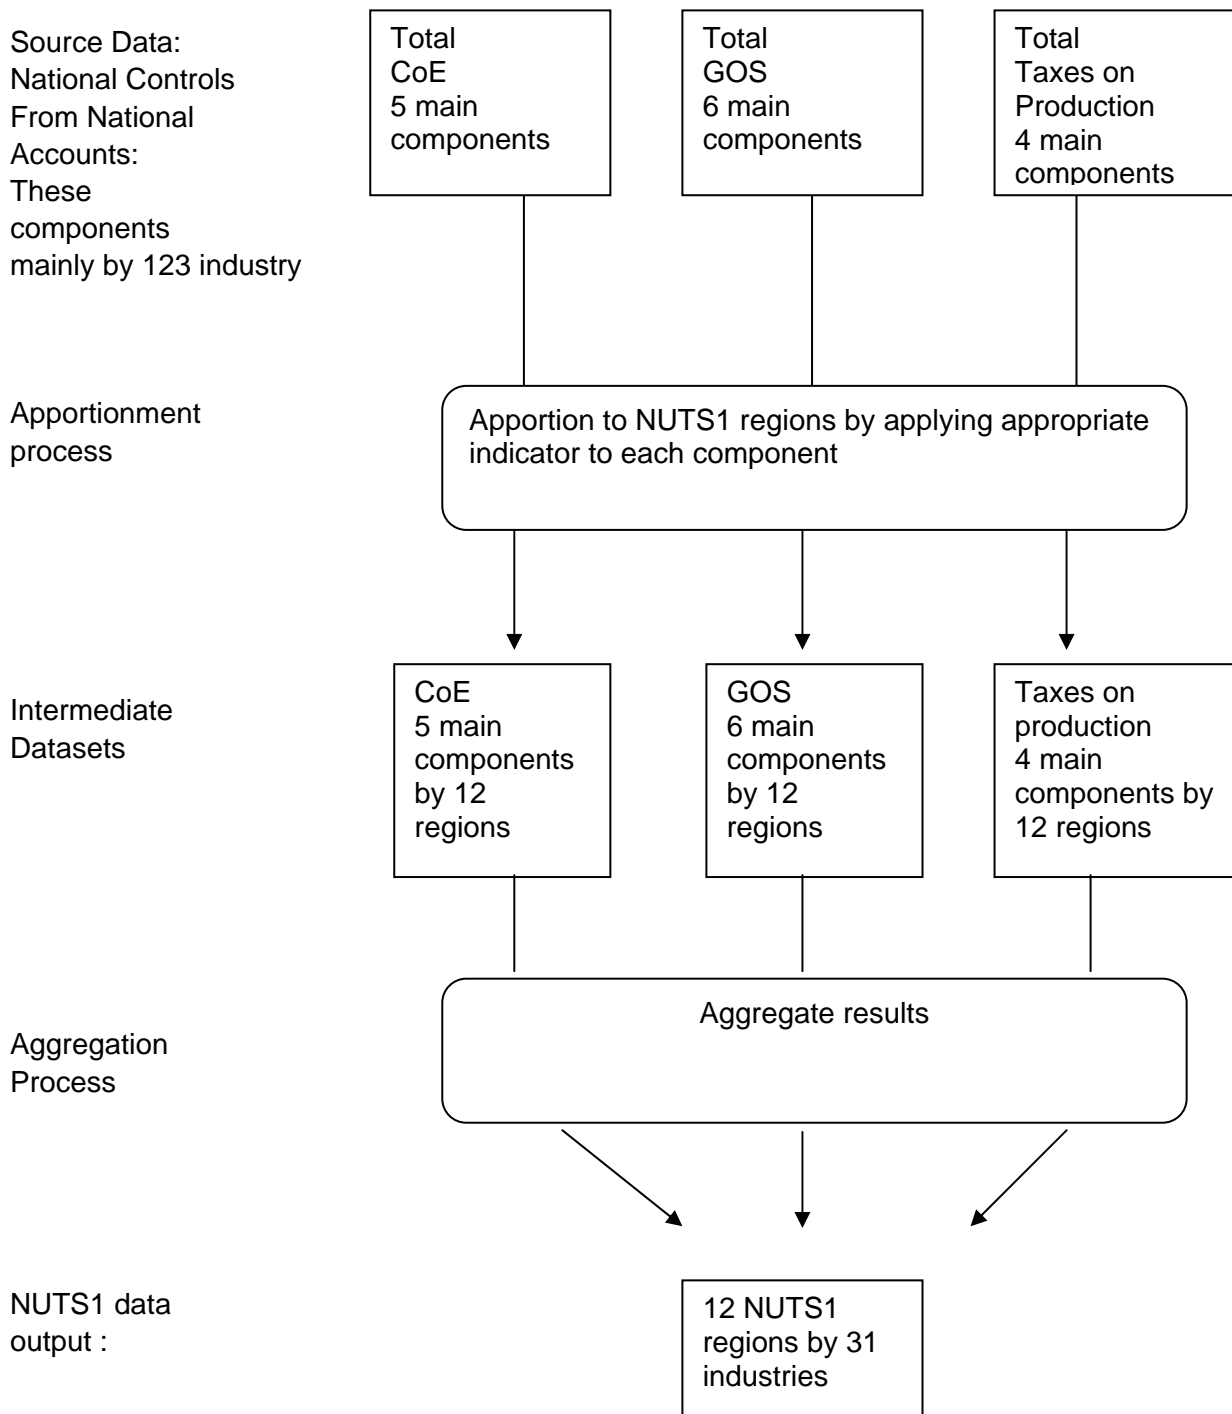 Source Data:
National Controls
From National
Accounts:
These
components
mainly by 123 industry
Total
CoE
5 main
components
Total
GOS
6 main
components
Total
Taxes on
Production
4 main
components
Apportionment
process
Apportion to NUTS1 regions by applying appropriate
indicator to each component
Intermediate
Datasets
CoE
5 main
components
by 12
regions
GOS
6 main
components
by 12
regions
Taxes on
production
4 main
components by
12 regions
Aggregation
Process
Aggregate results
NUTS1 data
output :
12 NUTS1
regions by 31
industries